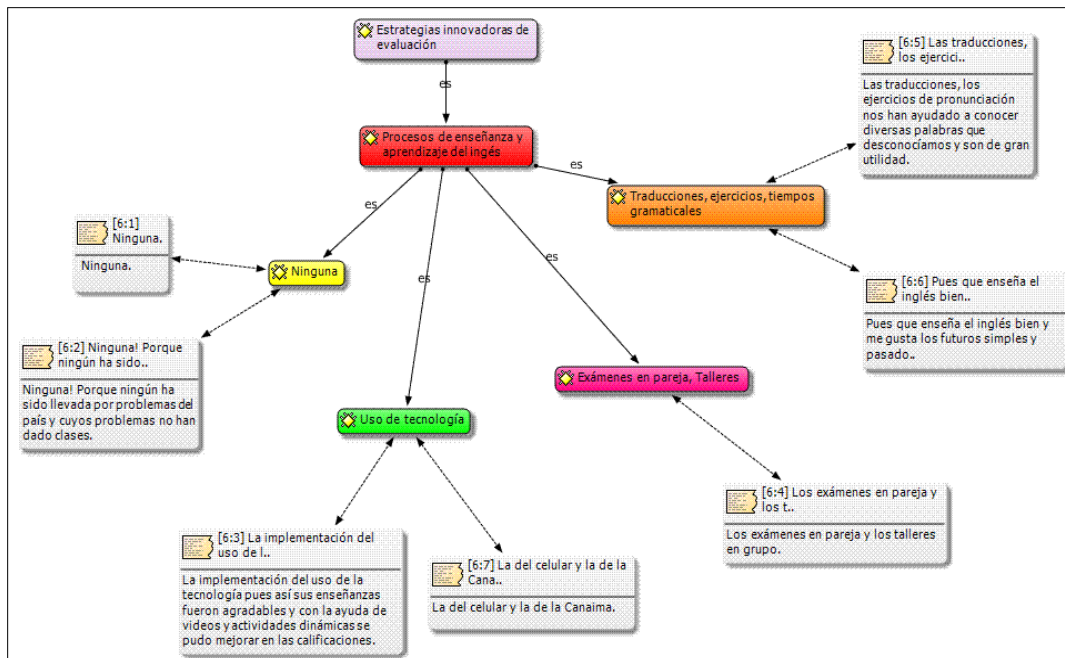 Estrategias innovadoras de
evaluación
es
Procesos de enseñanza y
aprendizaje del ingés
es
es
es
es
Traducciones, ejercicios, tiempos
gramaticales
[6:5] Las traducciones,
los ejercici..
Las traducciones, los
ejercicios de pronunciación
nos han ayudado a conocer
diversas palabras que
desconocíamos y son de gran
utilidad.
[6:6] Pues que enseña el
inglés bien..
Pues que enseña el inglés bien y
me gusta los futuros simples y
pasado..
[6:1]
Ninguna.
Ninguna.
Ninguna
[6:2] Ninguna! Porque
ningún ha sido..
Ninguna! Porque ningún ha
sido llevada por problemas del
país y cuyos problemas no han
dado clases.
Exámenes en pareja, Talleres
Uso de tecnología
[6:4] Los exámenes en pareja y
los t..
Los exámenes en pareja y los talleres
en grupo.
[6:3] La implementación del
uso de l..
La implementación del uso de la
tecnología pues así sus enseñanzas
fueron agradables y con la ayuda de
videos y actividades dinámicas se
pudo mejorar en las calificaciones.
[6:7] La del celular y la de la
Cana..
La del celular y la de la Canaima.